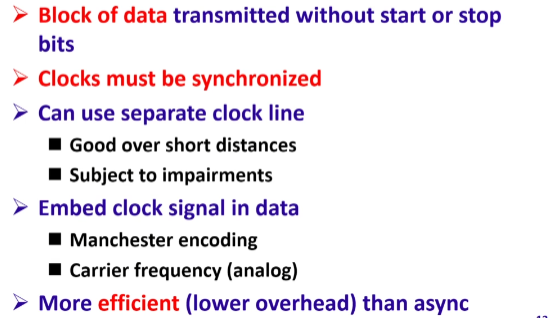 ➢ Block of data transmitted without start or stop
bits
➢ Clocks must be synchronized
➢ Can use separate clock line
■ Good over short distances
■ Subject to impairments
➢ Embed clock signal in data
■ Manchester encoding
■ Carrier frequency (analog)
➢ More efficient (lower overhead) than async